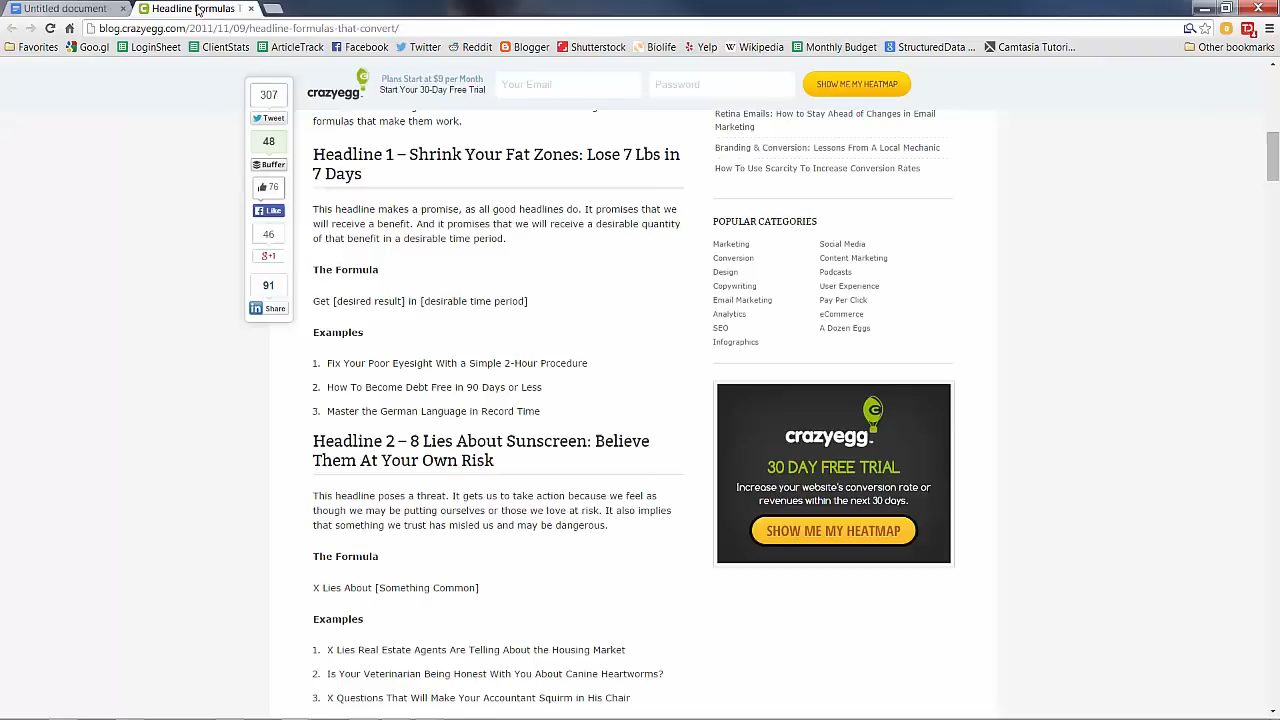 Untitled document
Headline Formulas T
blog.crazyegg.com/2011/11/09/headline-formulas-that-convert/
Favorites Goo.gl LoginSheet ClientStats ArticleTrack Facebook Twitter Reddit Blogger Shutterstock Biolife Yelp Wikipedia Monthly Budget StructuredData ... Camtasia Tutori... Other bookmarks
307
Tweet
48
Buffer
76
Like
46
+1
91
Share
crazyegg
Plans Start at $9 per Month
Start Your 30-Day Free Trial
Your Email
Password
SHOW ME MY HEATMAP
formulas that make them work.
Headline 1 – Shrink Your Fat Zones: Lose 7 Lbs in
7 Days
This headline makes a promise, as all good headlines do. It promises that we
will receive a benefit. And it promises that we will receive a desirable quantity
of that benefit in a desirable time period.
The Formula
Get [desired result] in [desirable time period]
Examples
1. Fix Your Poor Eyesight With a Simple 2-Hour Procedure
2. How To Become Debt Free in 90 Days or Less
3. Master the German Language in Record Time
Headline 2 – 8 Lies About Sunscreen: Believe
Them At Your Own Risk
This headline poses a threat. It gets us to take action because we feel as
though we may be putting ourselves or those we love at risk. It also implies
that something we trust has misled us and may be dangerous.
The Formula
X Lies About [Something Common]
Examples
1. X Lies Real Estate Agents Are Telling About the Housing Market
2. Is Your Veterinarian Being Honest With You About Canine Heartworms?
3. X Questions That Will Make Your Accountant Squirm in His Chair
Retina Emails: How to Stay Ahead of Changes in Email
Marketing
Branding & Conversion: Lessons From A Local Mechanic
How To Use Scarcity To Increase Conversion Rates
POPULAR CATEGORIES
Marketing
Conversion
Design
Copywriting
Email Marketing
Analytics
SEO
Infographics
Social Media
Content Marketing
Podcasts
User Experience
Pay Per Click
eCommerce
A Dozen Eggs
crazyegg
30 DAY FREE TRIAL
Increase your website's conversion rate or
revenues within the next 30 days.
SHOW ME MY HEATMAP